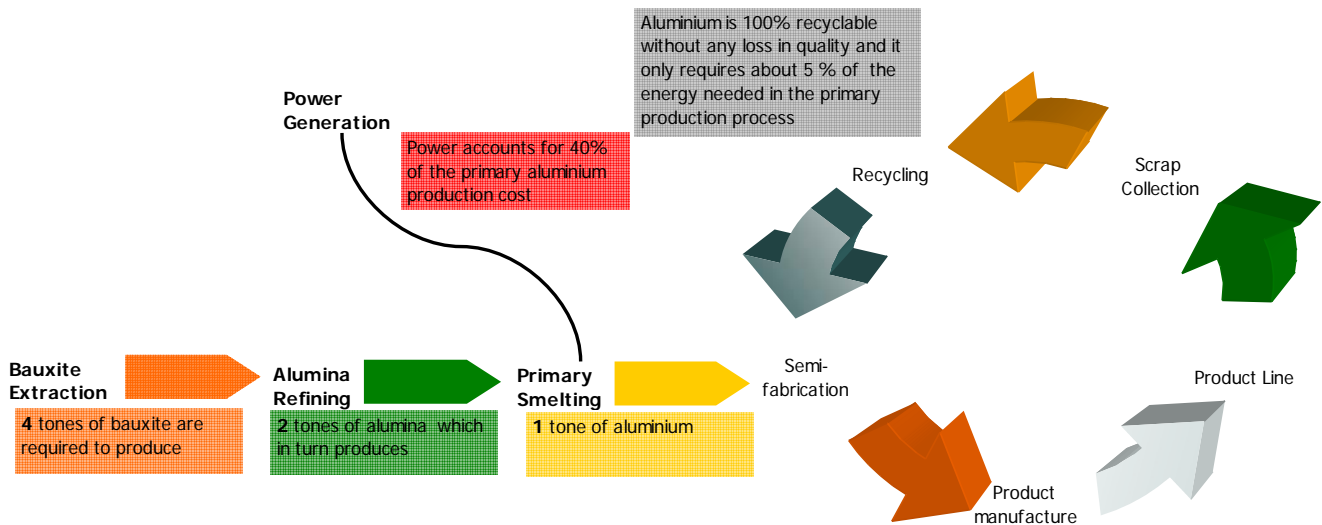 Aluminium is 100% recyclable
without any loss in quality and it
only requires about 5 % of the
energy needed in the primary
production process
Power
Generation
Power accounts for 40%
of the primary aluminium
production cost
Recycling
Scrap
Collection
Bauxite
Extraction
Alumina
Refining
Primary
Smelting
Semi-
fabrication
Product Line
4 tones of bauxite are
required to produce
2 tones of alumina which
in turn produces
1 tone of aluminium
Product
manufacture